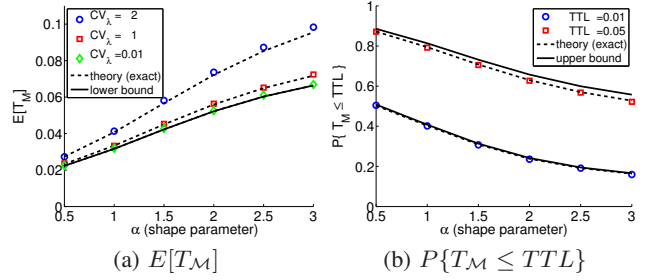 0.1
0.08
0.06
0.04
0.02
0
E[T_M]
CV_λ = 2
CV_λ = 1
CV_λ =0.01
theory (exact)
lower bound
0.5 1 1.5 2 2.5 3
α (shape parameter)
(a) E[T_M]
1
0.8
0.6
0.4
0.2
0
P{ T_M ≤ TTL}
TTL =0.01
TTL =0.05
theory (exact)
upper bound
0.5 1 1.5 2 2.5 3
α (shape parameter)
(b) P{T_M ≤ TTL}